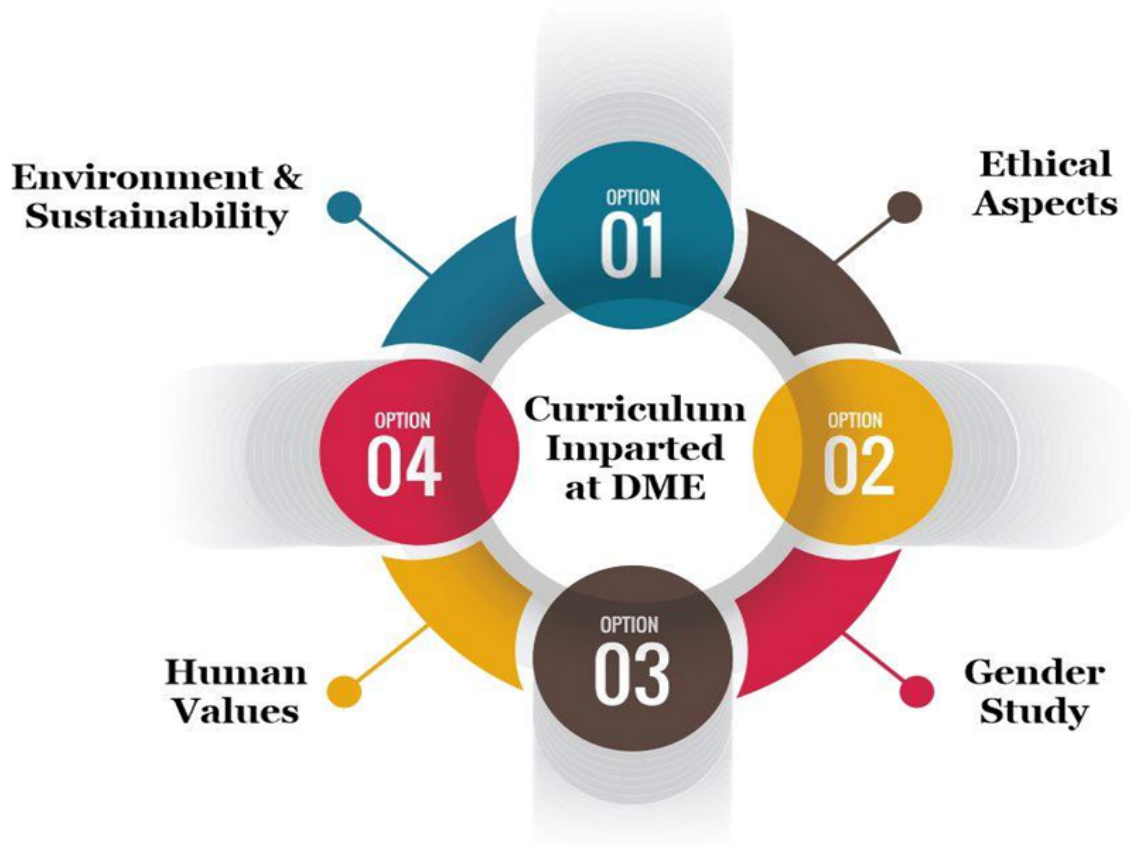 Environment &
Sustainability
Ethical
Aspects
OPTION
01
OPTION
04
Curriculum
Imparted
at DME
OPTION
02
OPTION
03
Human
Values
Gender
Study